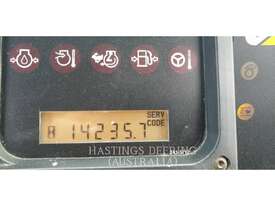 SERV
8 14235.7 CODE
HASTINGS DEERING
(AUSTRALIA)